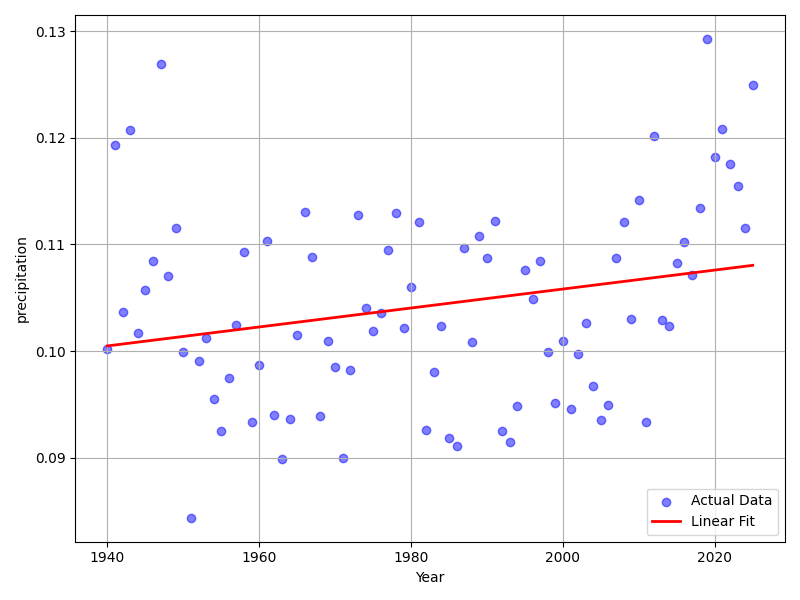 0.13
0.12
0.11
0.10
0.09
precipitation
1940
1960
1980
2000
2020
Year
Actual Data
Linear Fit